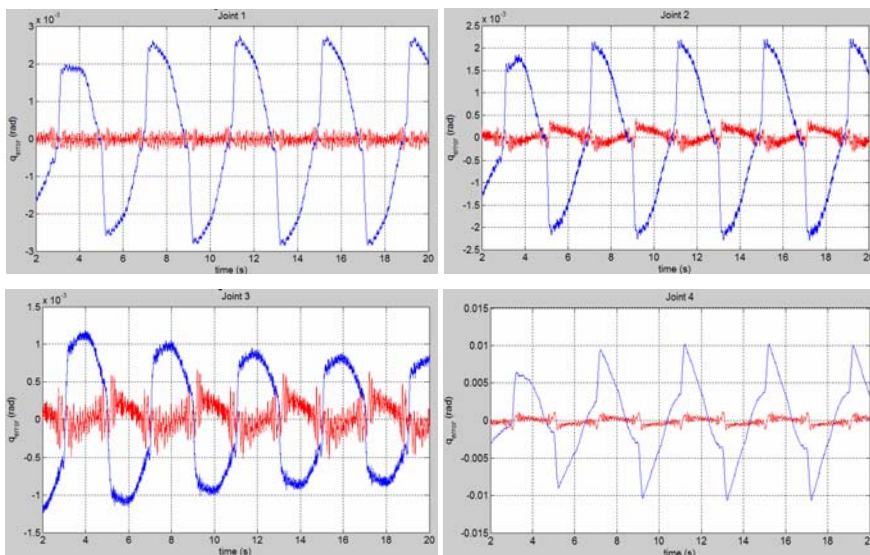 Joint 1
x 10^-3
3
2
1
0
-1
-2
-3
q_error (rad)
2 4 6 8 10 12 14 16 18 20
time (s)
Joint 2
x 10^-3
2.5
2
1.5
1
0.5
0
-0.5
-1
-1.5
-2
-2.5
q_error (rad)
2 4 6 8 10 12 14 16 18 20
time (s)
Joint 3
x 10^-3
1.5
1
0.5
0
-0.5
-1
-1.5
q_error (rad)
2 4 6 8 10 12 14 16 18 20
time (s)
Joint 4
0.015
0.01
0.005
0
-0.005
-0.01
-0.015
q_error (rad)
2 4 6 8 10 12 14 16 18 20
time (s)